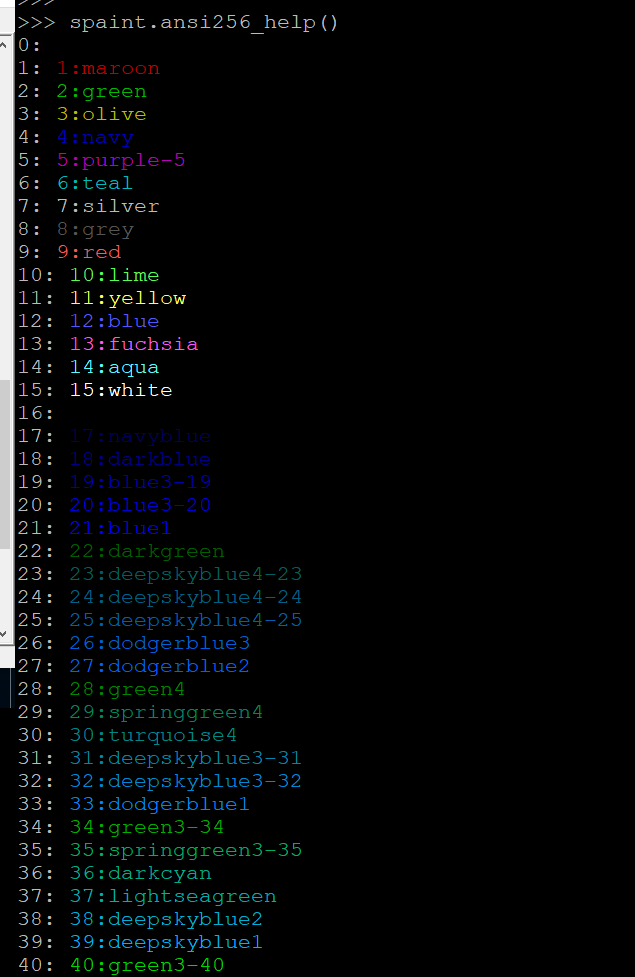 >>>
>>> spaint.ansi256_help()
0:
1: 1:maroon
2: 2:green
3: 3:olive
4: 4:navy
5: 5:purple-5
6: 6:teal
7: 7:silver
8: 8:grey
9: 9:red
10: 10:lime
11: 11:yellow
12: 12:blue
13: 13:fuchsia
14: 14:aqua
15: 15:white
16:
17: 17:navyblue
18: 18:darkblue
19: 19:blue3-19
20: 20:blue3-20
21: 21:blue1
22: 22:darkgreen
23: 23:deepskyblue4-23
24: 24:deepskyblue4-24
25: 25:deepskyblue4-25
26: 26:dodgerblue3
27: 27:dodgerblue2
28: 28:green4
29: 29:springgreen4
30: 30:turquoise4
31: 31:deepskyblue3-31
32: 32:deepskyblue3-32
33: 33:dodgerblue1
34: 34:green3-34
35: 35:springgreen3-35
36: 36:darkcyan
37: 37:lightseagreen
38: 38:deepskyblue2
39: 39:deepskyblue1
40: 40:green3-40